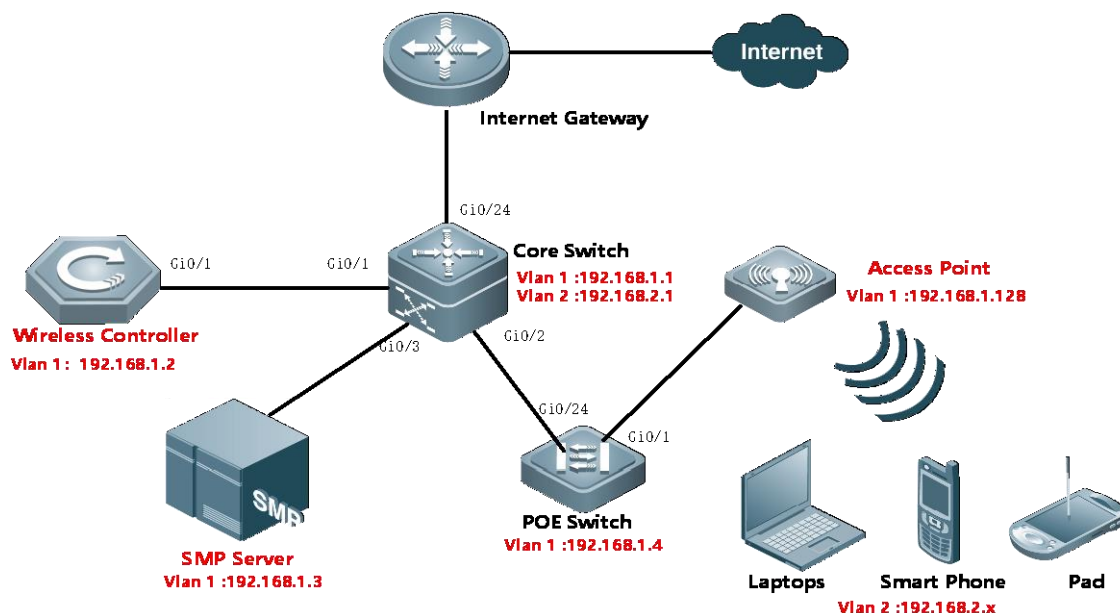 Internet
Internet Gateway
Gi0/24
Core Switch
Vlan 1 :192.168.1.1
Vlan 2 :192.168.2.1
Gi0/1
Gi0/1
Access Point
Vlan 1 :192.168.1.128
Wireless Controller
Vlan 1 : 192.168.1.2
Gi0/3
Gi0/2
Gi0/24
Gi0/1
SMP
SMP Server
Vlan 1 :192.168.1.3
POE Switch
Vlan 1 :192.168.1.4
Laptops
Smart Phone
Pad
Vlan 2 :192.168.2.x